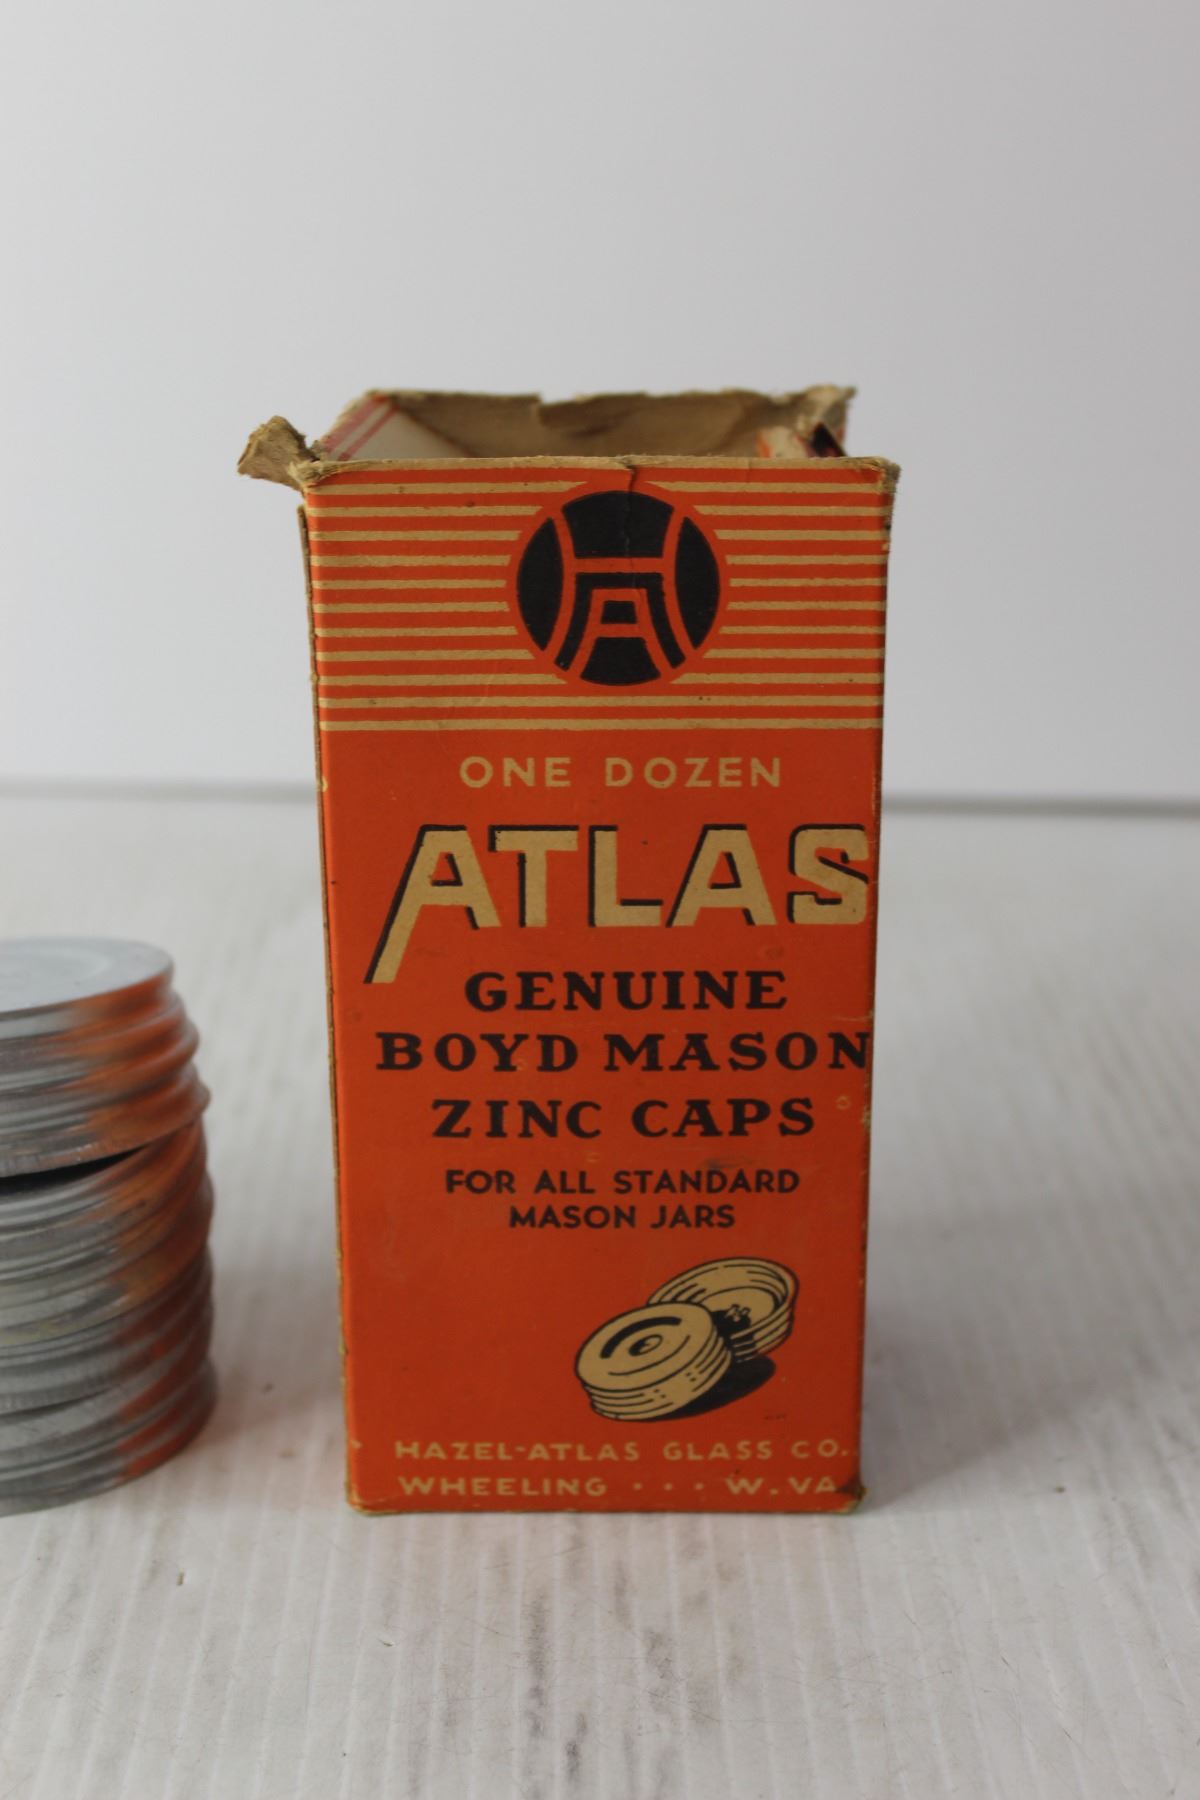 HA
ONE DOZEN
ATLAS
GENUINE
BOYD MASON
ZINC CAPS
FOR ALL STANDARD
MASON JARS
HAZEL-ATLAS GLASS CO.
WHEELING . . . W. VA.